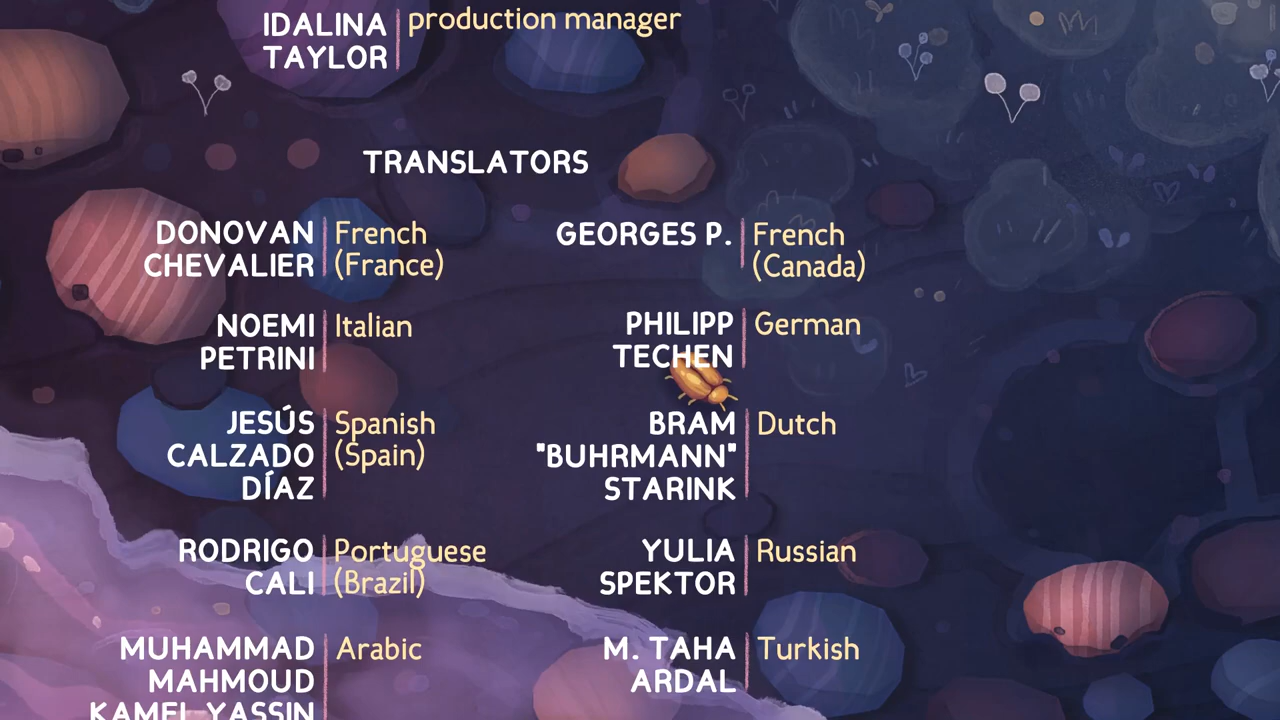 IDALINA production manager
TAYLOR
TRANSLATORS
DONOVAN French
CHEVALIER (France)
GEORGES P. French
(Canada)
NOEMI Italian
PETRINI
PHILIPP German
TECHEN
JESÚS Spanish
CALZADO (Spain)
DÍAZ
BRAM Dutch
"BUHRMANN"
STARINK
RODRIGO Portuguese
CALI (Brazil)
YULIA Russian
SPEKTOR
MUHAMMAD Arabic
MAHMOUD
KAMEL YASSIN
M. TAHA Turkish
ARDAL